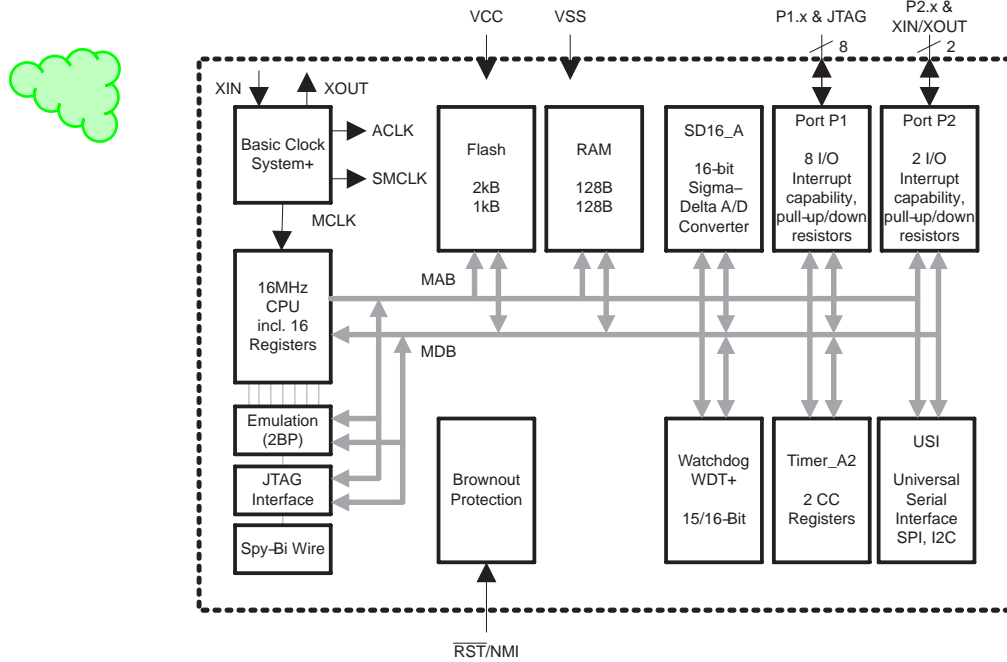 VCC
VSS
P1.x & JTAG
P2.x &
XIN/XOUT
8
2
XIN
XOUT
Basic Clock
System+
ACLK
SMCLK
MCLK
Flash
2kB
1kB
RAM
128B
128B
SD16_A
16-bit
Sigma-
Delta A/D
Converter
Port P1
8 I/O
Interrupt
capability,
pull-up/down
resistors
Port P2
2 I/O
Interrupt
capability,
pull-up/down
resistors
16MHz
CPU
incl. 16
Registers
MAB
MDB
Emulation
(2BP)
JTAG
Interface
Spy-Bi Wire
Brownout
Protection
Watchdog
WDT+
15/16-Bit
Timer_A2
2 CC
Registers
USI
Universal
Serial
Interface
SPI, I2C
RST/NMI